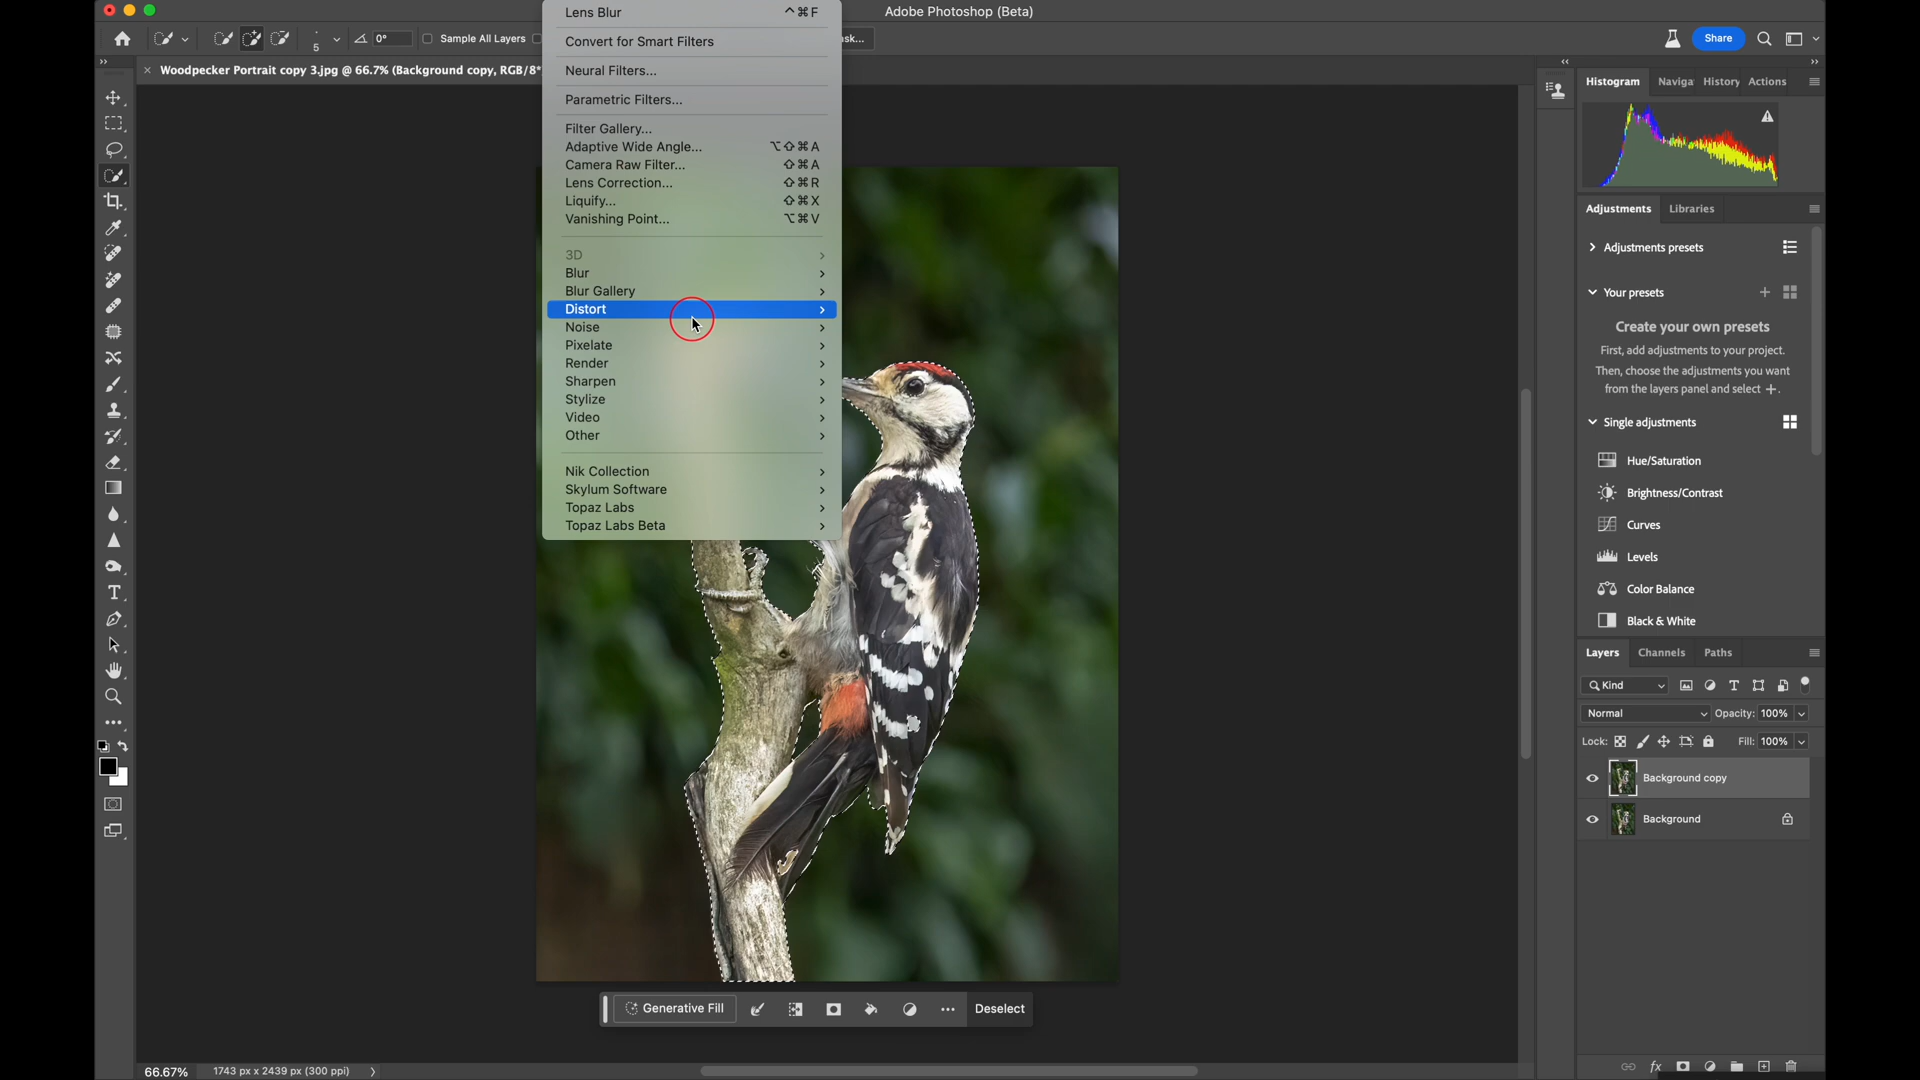 Adobe Photoshop (Beta)
5
0°
Sample All Layers
sk...
Share
× Woodpecker Portrait copy 3.jpg @ 66.7% (Background copy, RGB/8*
Lens Blur ^⌘F
Convert for Smart Filters
Neural Filters...
Parametric Filters...
Filter Gallery...
Adaptive Wide Angle... ⌥⇧⌘A
Camera Raw Filter... ⇧⌘A
Lens Correction... ⇧⌘R
Liquify... ⇧⌘X
Vanishing Point... ⌥⌘V
3D
Blur
Blur Gallery
Distort
Noise
Pixelate
Render
Sharpen
Stylize
Video
Other
Nik Collection
Skylum Software
Topaz Labs
Topaz Labs Beta
Generative Fill
Deselect
66.67% 1743 px x 2439 px (300 ppi)
Histogram Naviga History Actions
Adjustments Libraries
Adjustments presets
Your presets
Create your own presets
First, add adjustments to your project.
Then, choose the adjustments you want
from the layers panel and select +.
Single adjustments
Hue/Saturation
Brightness/Contrast
Curves
Levels
Color Balance
Black & White
Layers Channels Paths
Kind
Normal Opacity: 100%
Lock: Fill: 100%
Background copy
Background